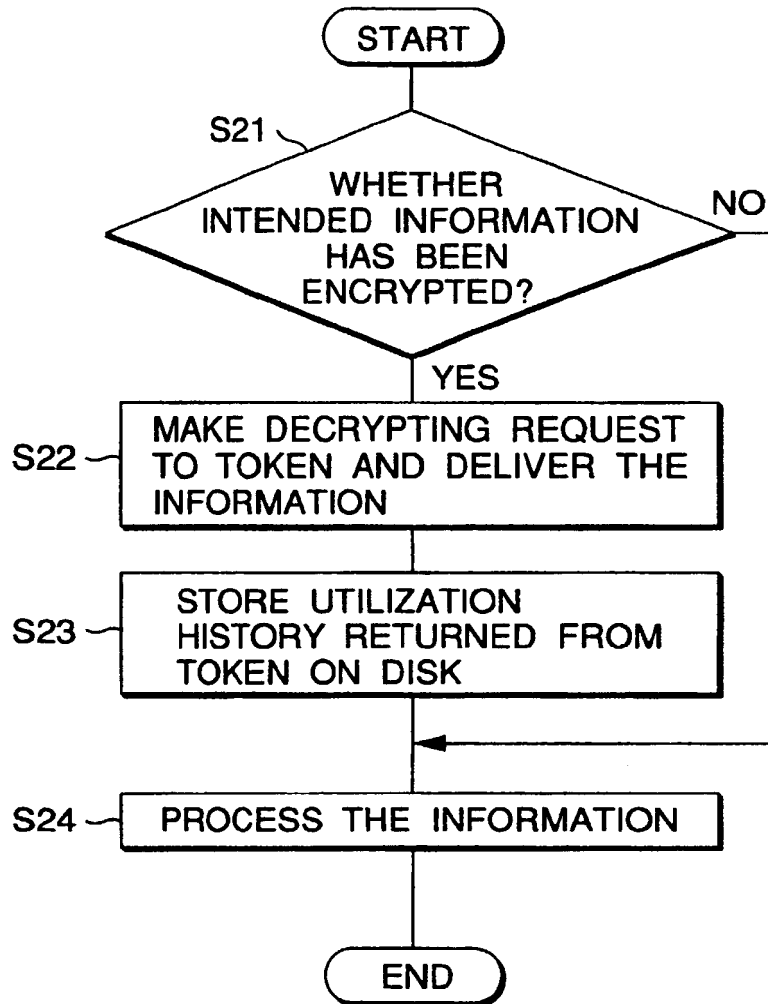 START
S21
WHETHER
INTENDED INFORMATION
HAS BEEN
ENCRYPTED?
NO
YES
S22
MAKE DECRYPTING REQUEST
TO TOKEN AND DELIVER THE
INFORMATION
S23
STORE UTILIZATION
HISTORY RETURNED FROM
TOKEN ON DISK
S24
PROCESS THE INFORMATION
END